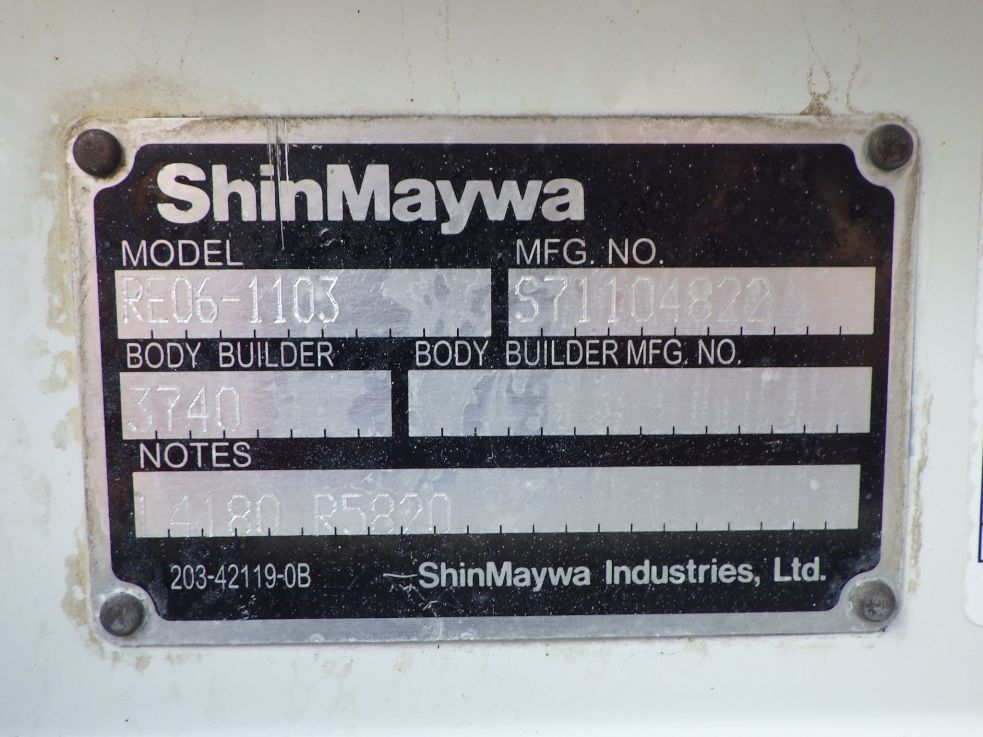 ShinMaywa
MODEL MFG. NO.
RE06-1103 S71104822
BODY BUILDER BODY BUILDER MFG. NO.
3740
NOTES
L4180 R5820
203-42119-0B ShinMaywa Industries, Ltd.